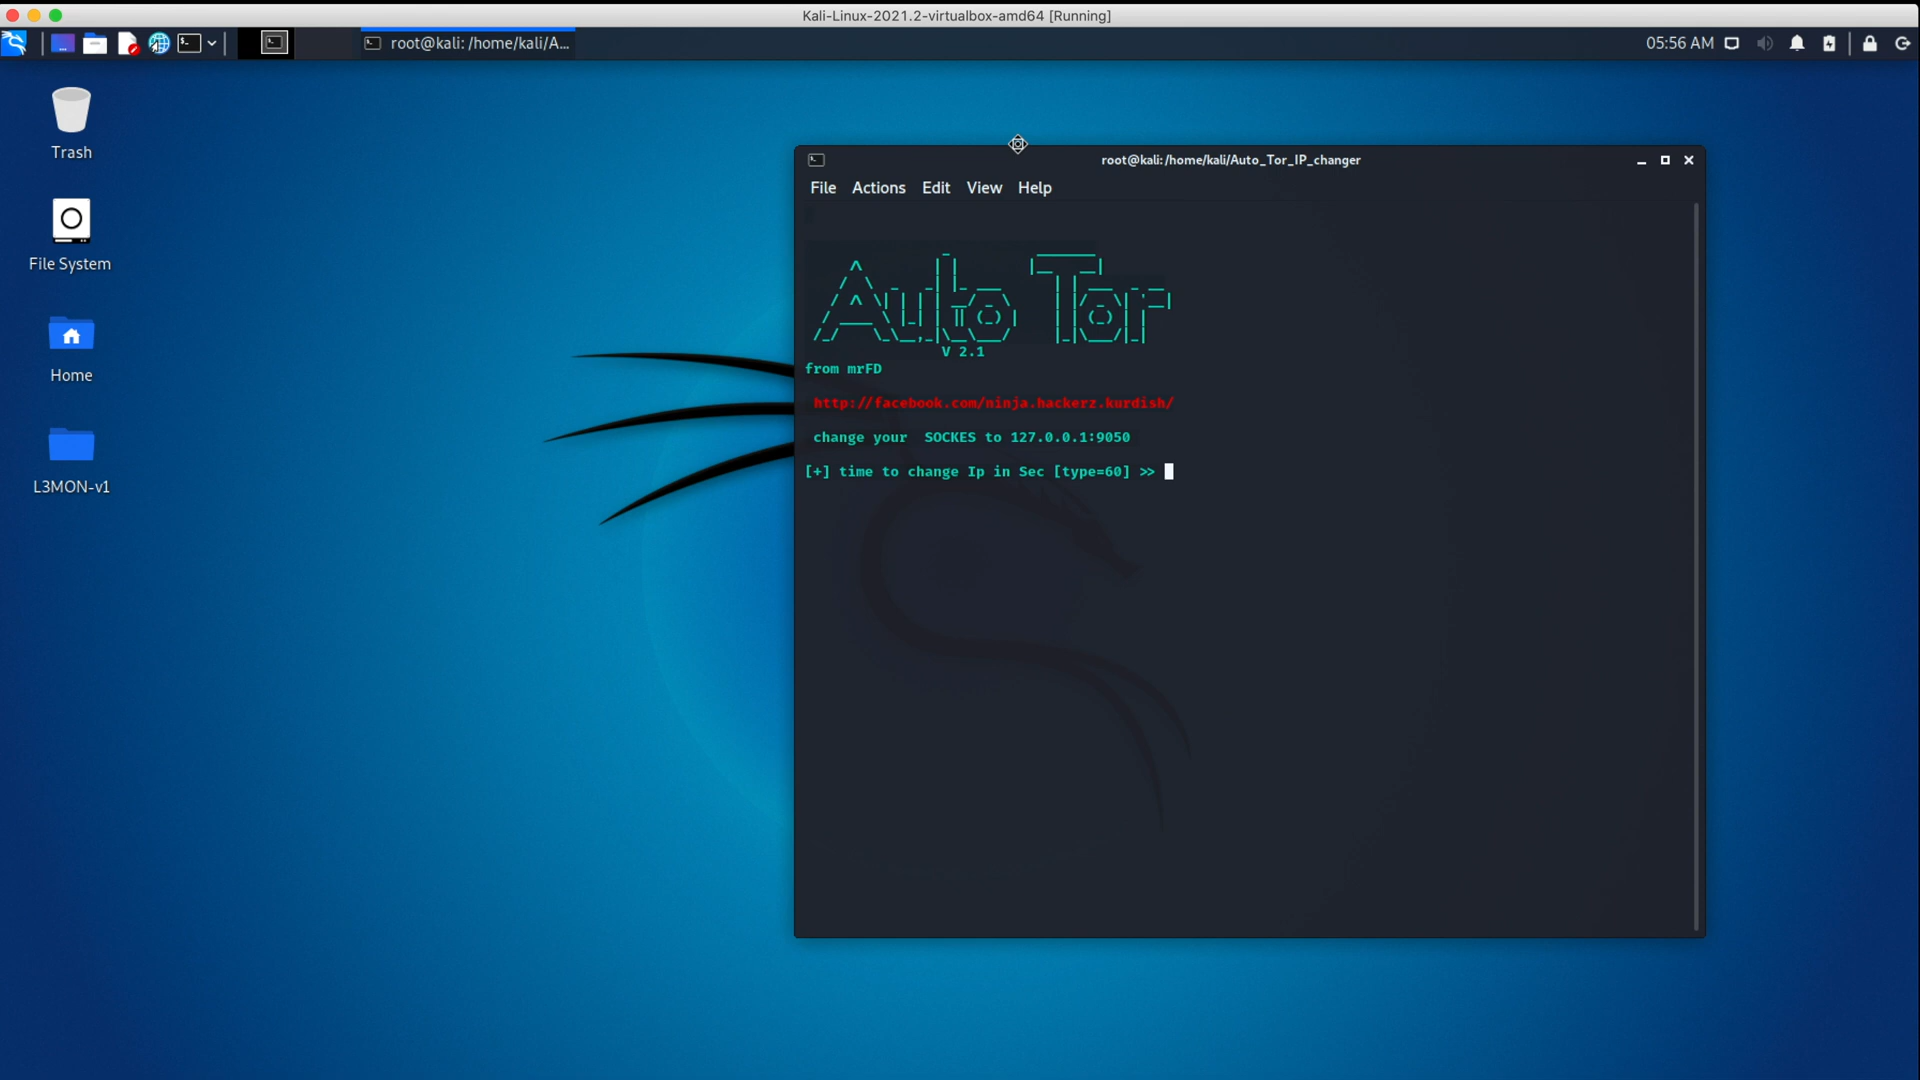 Kali-Linux-2021.2-virtualbox-amd64 [Running]
root@kali: /home/kali/A...
05:56 AM
Trash
File System
Home
L3MON-v1
root@kali:/home/kali/Auto_Tor_IP_changer
File Actions Edit View Help
Auto Tor
V 2.1
from mrFD
http://facebook.com/ninja.hackerz.kurdish/
change your  SOCKES to 127.0.0.1:9050
[+] time to change Ip in Sec [type=60] >>